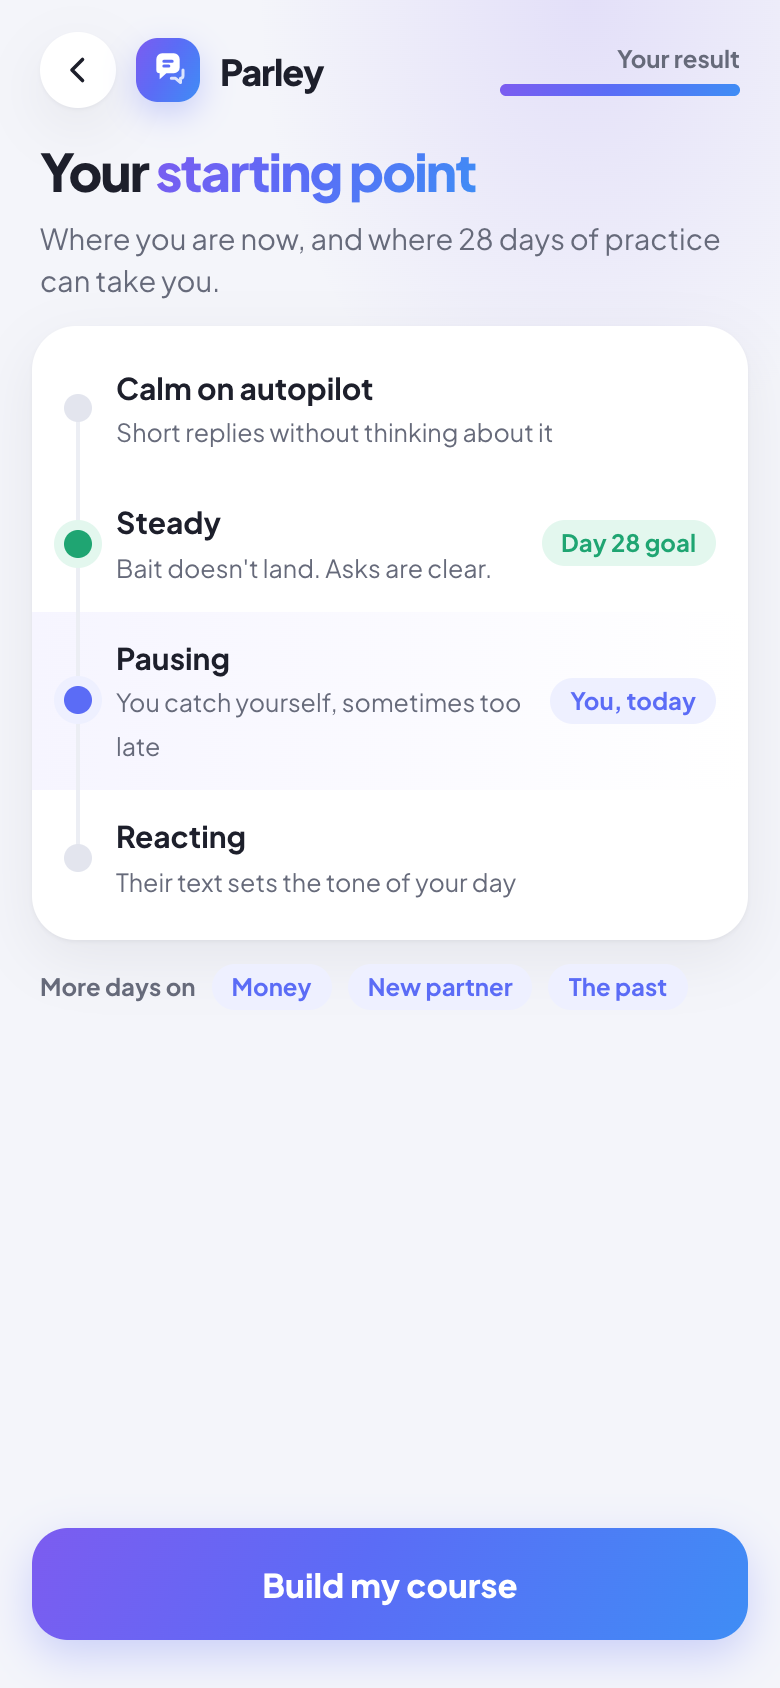 Parley
Your result
Your starting point
Where you are now, and where 28 days of practice
can take you.
Calm on autopilot
Short replies without thinking about it
Steady
Bait doesn't land. Asks are clear.
Day 28 goal
Pausing
You catch yourself, sometimes too
late
You, today
Reacting
Their text sets the tone of your day
More days on
Money
New partner
The past
Build my course